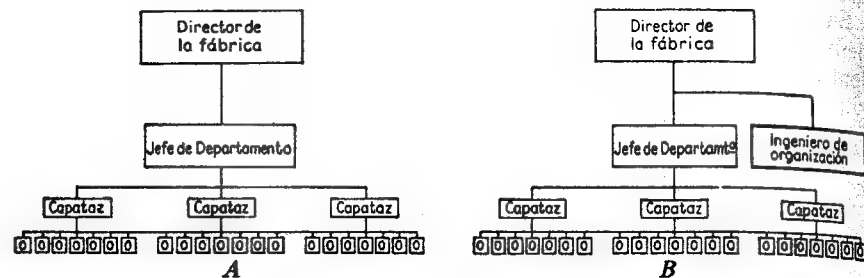 Director de
la fábrica
Jefe de Departamento
Capataz Capataz Capataz
O O O O O O O O O O O O O O O O O O O O O
A
Director de
la fábrica
Jefe de Departamtº
Ingeniero de
organización
Capataz Capataz Capataz
O O O O O O O O O O O O O O O O O O O O O
B